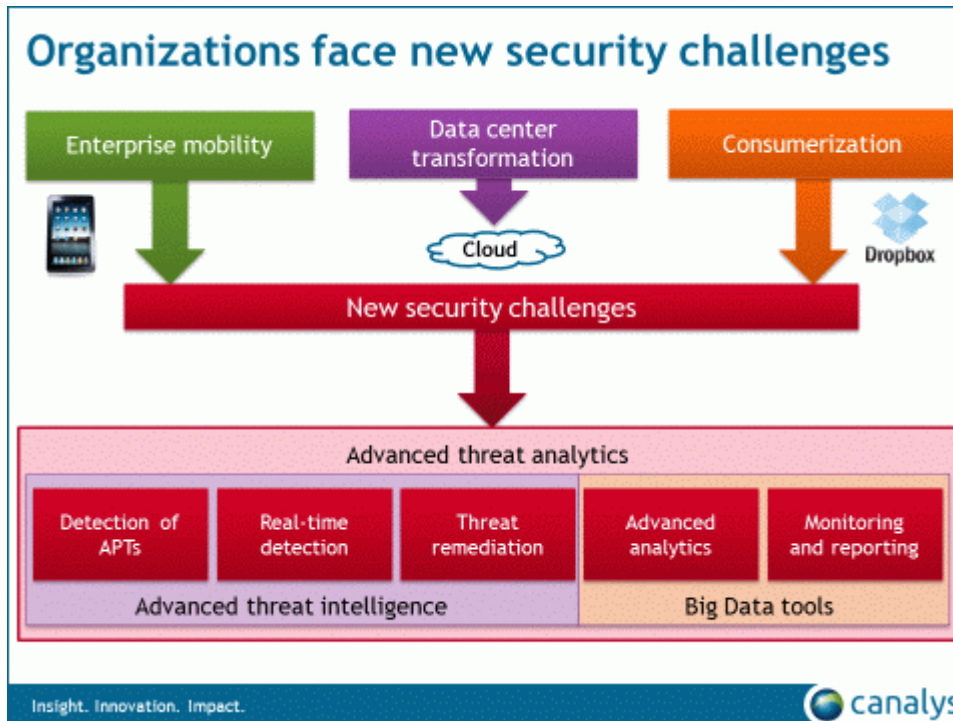 Organizations face new security challenges
Enterprise mobility
Data center
transformation
Consumerization
Cloud
Dropbox
New security challenges
Advanced threat analytics
Detection of
APTs
Real-time
detection
Threat
remediation
Advanced
analytics
Monitoring
and reporting
Advanced threat intelligence
Big Data tools
Insight. Innovation. Impact.
canalys